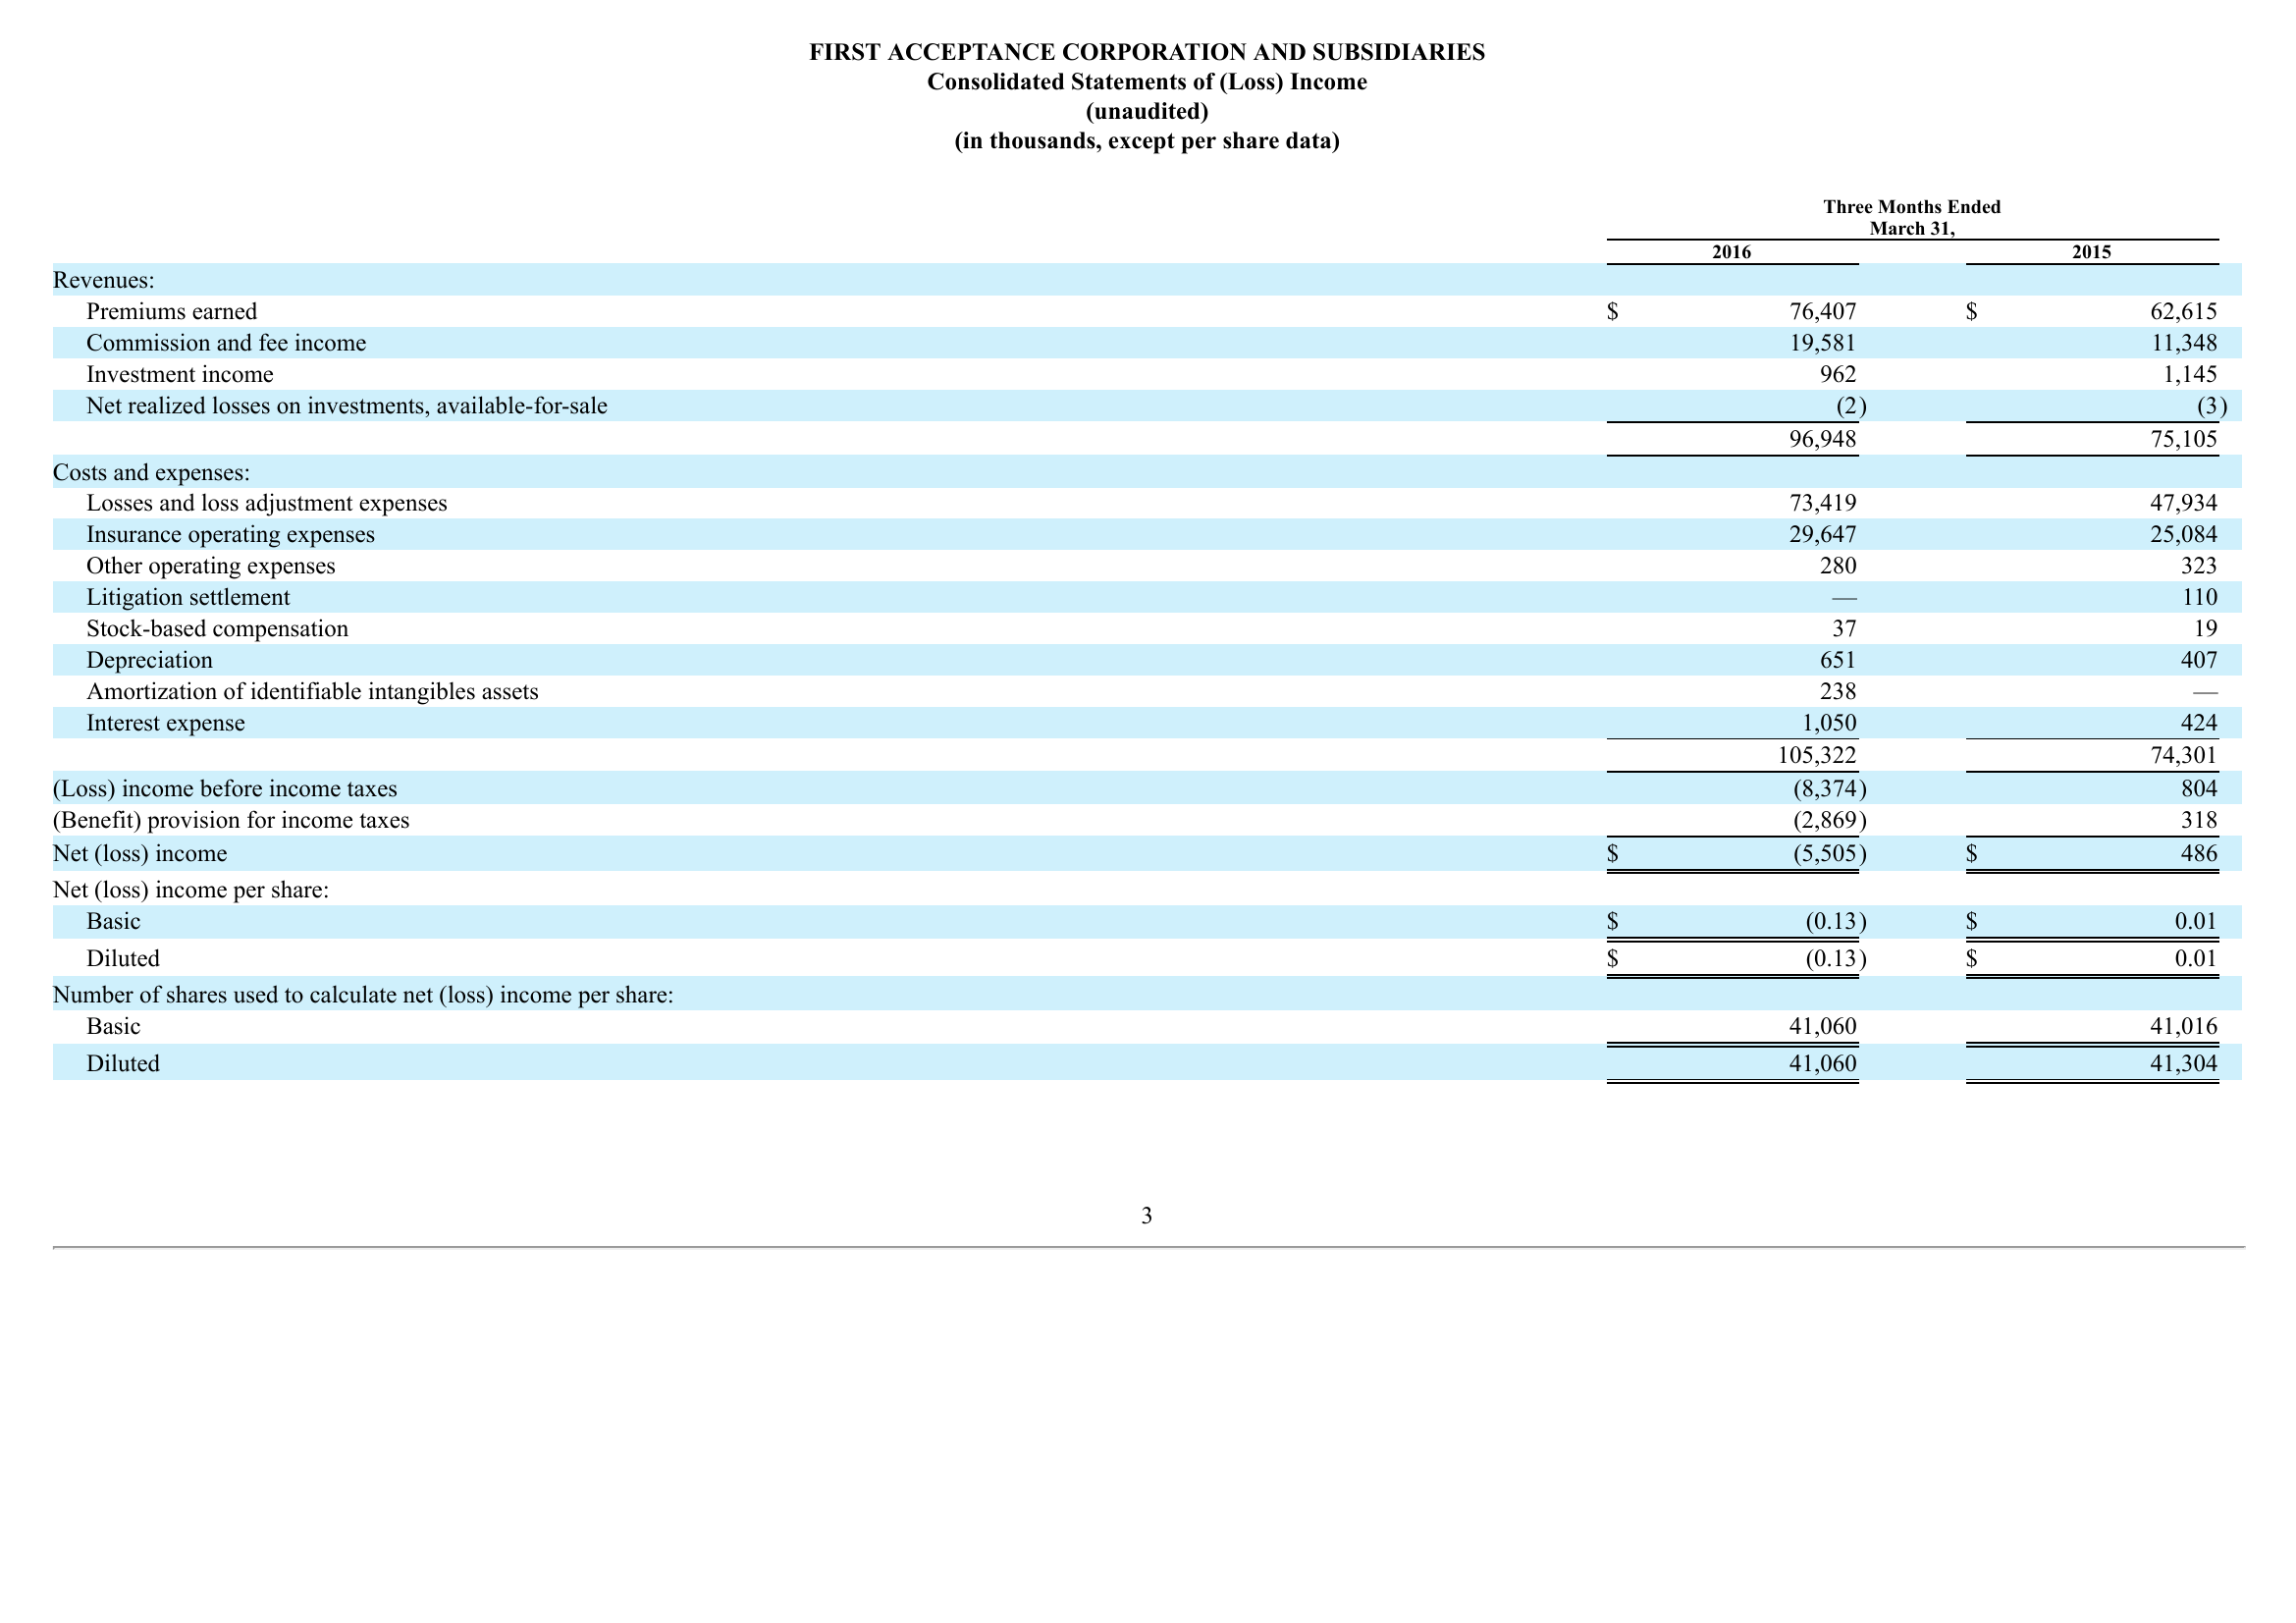 FIRST ACCEPTANCE CORPORATION AND SUBSIDIARIES
Consolidated Statements of (Loss) Income
(unaudited)
(in thousands, except per share data)
Three Months Ended
March 31,
2016 2015
Revenues:
Premiums earned $ 76,407 $ 62,615
Commission and fee income 19,581 11,348
Investment income 962 1,145
Net realized losses on investments, available-for-sale (2) (3)
96,948 75,105
Costs and expenses:
Losses and loss adjustment expenses 73,419 47,934
Insurance operating expenses 29,647 25,084
Other operating expenses 280 323
Litigation settlement — 110
Stock-based compensation 37 19
Depreciation 651 407
Amortization of identifiable intangibles assets 238 —
Interest expense 1,050 424
105,322 74,301
(Loss) income before income taxes (8,374) 804
(Benefit) provision for income taxes (2,869) 318
Net (loss) income $ (5,505) $ 486
Net (loss) income per share:
Basic $ (0.13) $ 0.01
Diluted $ (0.13) $ 0.01
Number of shares used to calculate net (loss) income per share:
Basic 41,060 41,016
Diluted 41,060 41,304
3